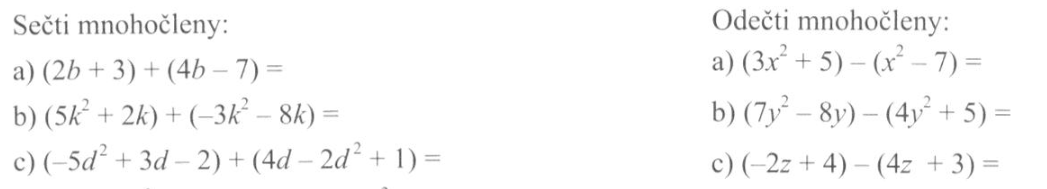 Sečti mnohočleny:
a) (2b + 3) + (4b – 7) =
b) (5k² + 2k) + (–3k² – 8k) =
c) (–5d² + 3d – 2) + (4d – 2d² + 1) =
Odečti mnohočleny:
a) (3x² + 5) – (x² – 7) =
b) (7y² – 8y) – (4y² + 5) =
c) (–2z + 4) – (4z + 3) =